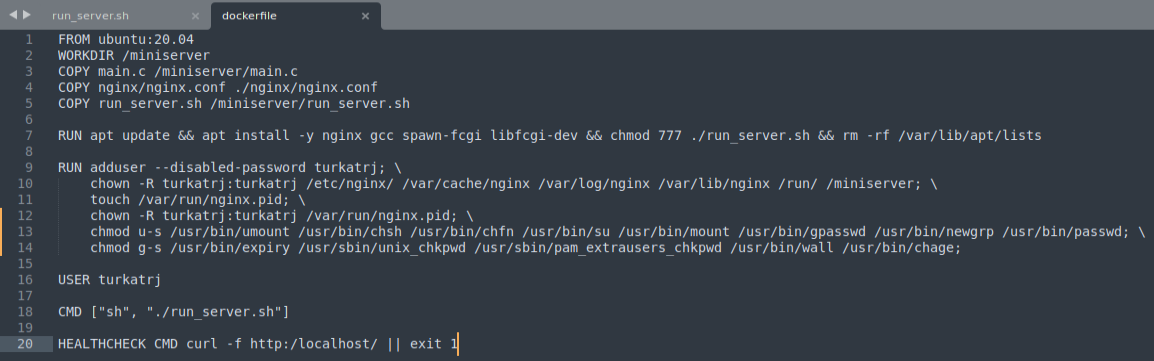 run_server.sh ×
dockerfile ×
1 FROM ubuntu:20.04
2 WORKDIR /miniserver
3 COPY main.c /miniserver/main.c
4 COPY nginx/nginx.conf ./nginx/nginx.conf
5 COPY run_server.sh /miniserver/run_server.sh
6
7 RUN apt update && apt install -y nginx gcc spawn-fcgi libfcgi-dev && chmod 777 ./run_server.sh && rm -rf /var/lib/apt/lists
8
9 RUN adduser --disabled-password turkatrj; \
10 chown -R turkatrj:turkatrj /etc/nginx/ /var/cache/nginx /var/log/nginx /var/lib/nginx /run/ /miniserver; \
11 touch /var/run/nginx.pid; \
12 chown -R turkatrj:turkatrj /var/run/nginx.pid; \
13 chmod u-s /usr/bin/umount /usr/bin/chsh /usr/bin/chfn /usr/bin/su /usr/bin/mount /usr/bin/gpasswd /usr/bin/newgrp /usr/bin/passwd; \
14 chmod g-s /usr/bin/expiry /usr/sbin/unix_chkpwd /usr/sbin/pam_extrausers_chkpwd /usr/bin/wall /usr/bin/chage;
15
16 USER turkatrj
17
18 CMD ["sh", "./run_server.sh"]
19
20 HEALTHCHECK CMD curl -f http:/localhost/ || exit 1